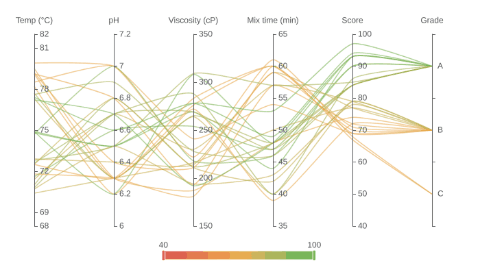 Temp (°C) pH Viscosity (cP) Mix time (min) Score Grade
82 7.2 350 65 100
81
7 60 90 A
300
78 6.8 55 80
75 6.6 250 50 70 B
72 6.4 200 45 60
6.2 40 50 C
69
68 6 150 35 40
40 100